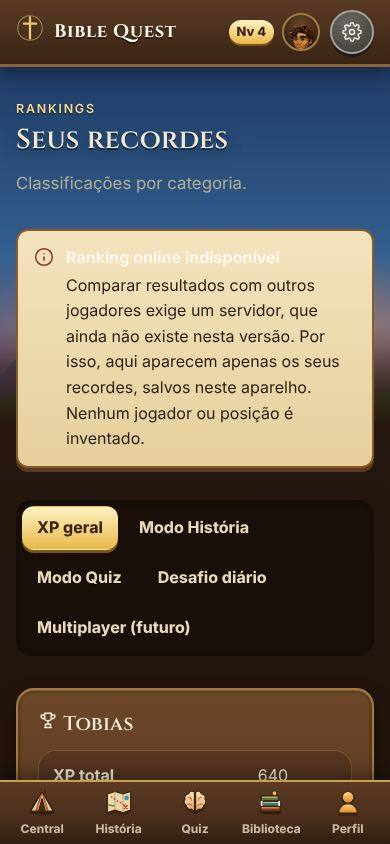 Bible Quest
Nv 4
RANKINGS
Seus recordes
Classificações por categoria.
Ranking online indisponível
Comparar resultados com outros
jogadores exige um servidor, que
ainda não existe nesta versão. Por
isso, aqui aparecem apenas os seus
recordes, salvos neste aparelho.
Nenhum jogador ou posição é
inventado.
XP geral
Modo História
Modo Quiz
Desafio diário
Multiplayer (futuro)
Tobias
XP total
640
Central
História
Quiz
Biblioteca
Perfil